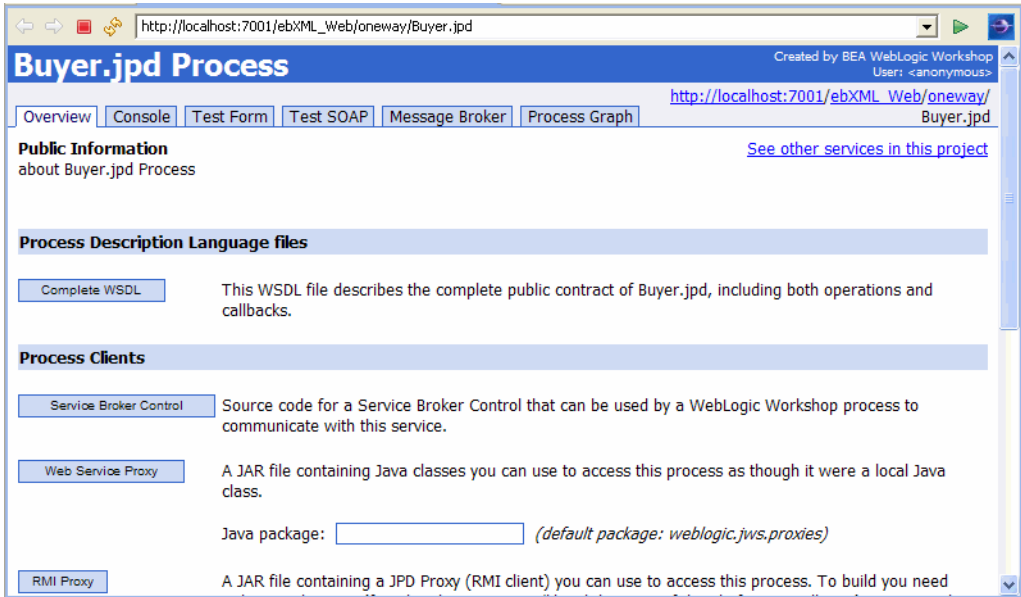 http://localhost:7001/ebXML_Web/oneway/Buyer.jpd
Buyer.jpd Process
Created by BEA WebLogic Workshop
User: <anonymous>
http://localhost:7001/ebXML_Web/oneway/
Buyer.jpd
Overview Console Test Form Test SOAP Message Broker Process Graph
Public Information
about Buyer.jpd Process
See other services in this project
Process Description Language files
Complete WSDL
This WSDL file describes the complete public contract of Buyer.jpd, including both operations and
callbacks.
Process Clients
Service Broker Control
Source code for a Service Broker Control that can be used by a WebLogic Workshop process to
communicate with this service.
Web Service Proxy
A JAR file containing Java classes you can use to access this process as though it were a local Java
class.
Java package:
(default package: weblogic.jws.proxies)
RMI Proxy
A JAR file containing a JPD Proxy (RMI client) you can use to access this process. To build you need